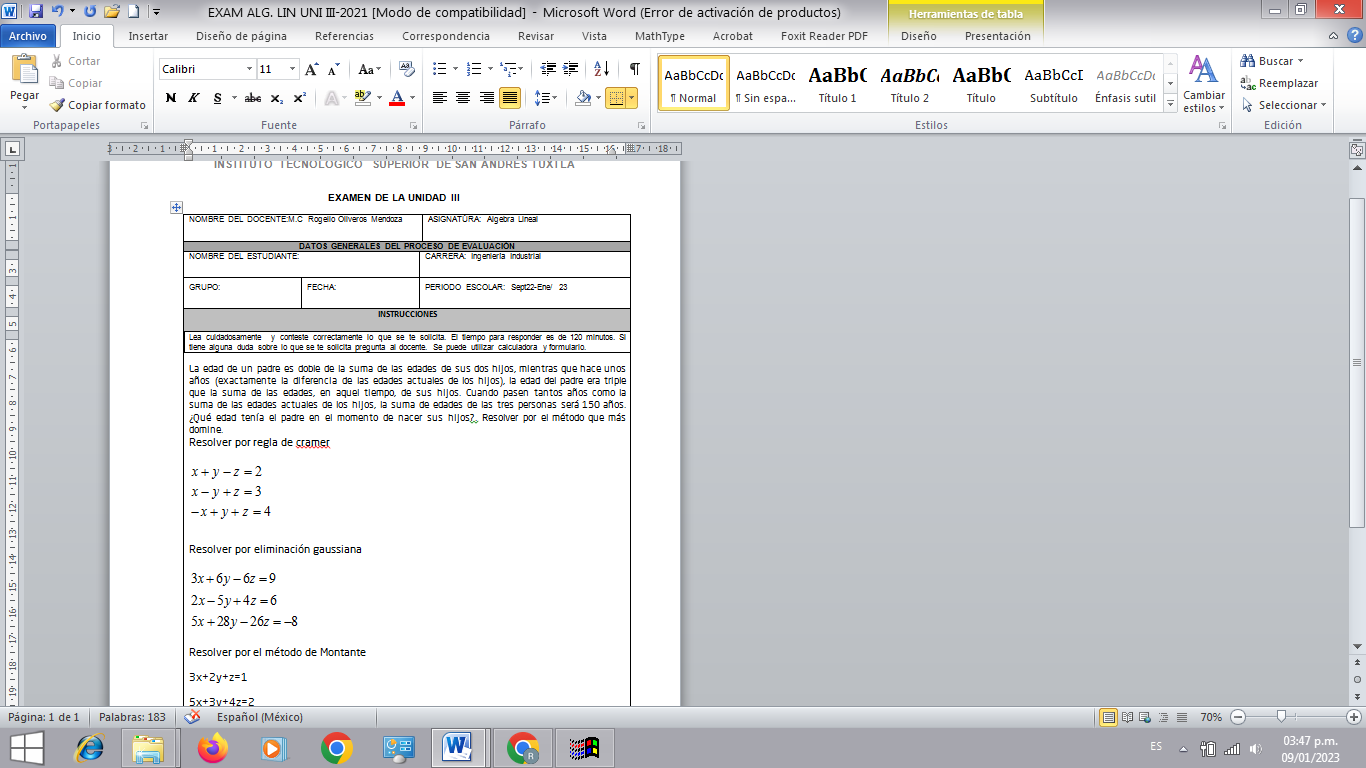 EXAM ALG. LIN UNI III-2021 [Modo de compatibilidad] - Microsoft Word (Error de activación de productos)
Herramientas de tabla
Archivo Inicio Insertar Diseño de página Referencias Correspondencia Revisar Vista MathType Acrobat Foxit Reader PDF Diseño Presentación
Pegar
Cortar
Copiar
Copiar formato
Portapapeles
Calibri 11
N K S abc x₂ x²
Fuente
Párrafo
AaBbCcDc AaBbCcDc AaBbC AaBbCc AaBbC AaBbCcI AaBbCcDc
¶ Normal ¶ Sin espa... Título 1 Título 2 Título Subtítulo Énfasis sutil
Cambiar estilos
Estilos
Buscar
Reemplazar
Seleccionar
Edición
INSTITUTO TECNOLOGICO SUPERIOR DE SAN ANDRES TUXTLA
EXAMEN DE LA UNIDAD III
NOMBRE DEL DOCENTE:M.C Rogelio Oliveros Mendoza ASIGNATURA: Algebra Lineal
DATOS GENERALES DEL PROCESO DE EVALUACIÓN
NOMBRE DEL ESTUDIANTE: CARRERA: Ingeniería Industrial
GRUPO: FECHA: PERIODO ESCOLAR: Sept22-Ene/ 23
INSTRUCCIONES
Lea cuidadosamente y conteste correctamente lo que se te solicita. El tiempo para responder es de 120 minutos. Si
tiene alguna duda sobre lo que se te solicita pregunta al docente. Se puede utilizar calculadora y formulario.
La edad de un padre es doble de la suma de las edades de sus dos hijos, mientras que hace unos
años (exactamente la diferencia de las edades actuales de los hijos), la edad del padre era triple
que la suma de las edades, en aquel tiempo, de sus hijos. Cuando pasen tantos años como la
suma de las edades actuales de los hijos, la suma de edades de las tres personas será 150 años.
¿Qué edad tenía el padre en el momento de nacer sus hijos?, Resolver por el método que más
domine.
Resolver por regla de cramer
x + y − z = 2
x − y + z = 3
−x + y + z = 4
Resolver por eliminación gaussiana
3x + 6y − 6z = 9
2x − 5y + 4z = 6
5x + 28y − 26z = −8
Resolver por el método de Montante
3x+2y+z=1
5x+3y+4z=2
Página: 1 de 1 Palabras: 183 Español (México) 70%
ES
03:47 p.m.
09/01/2023